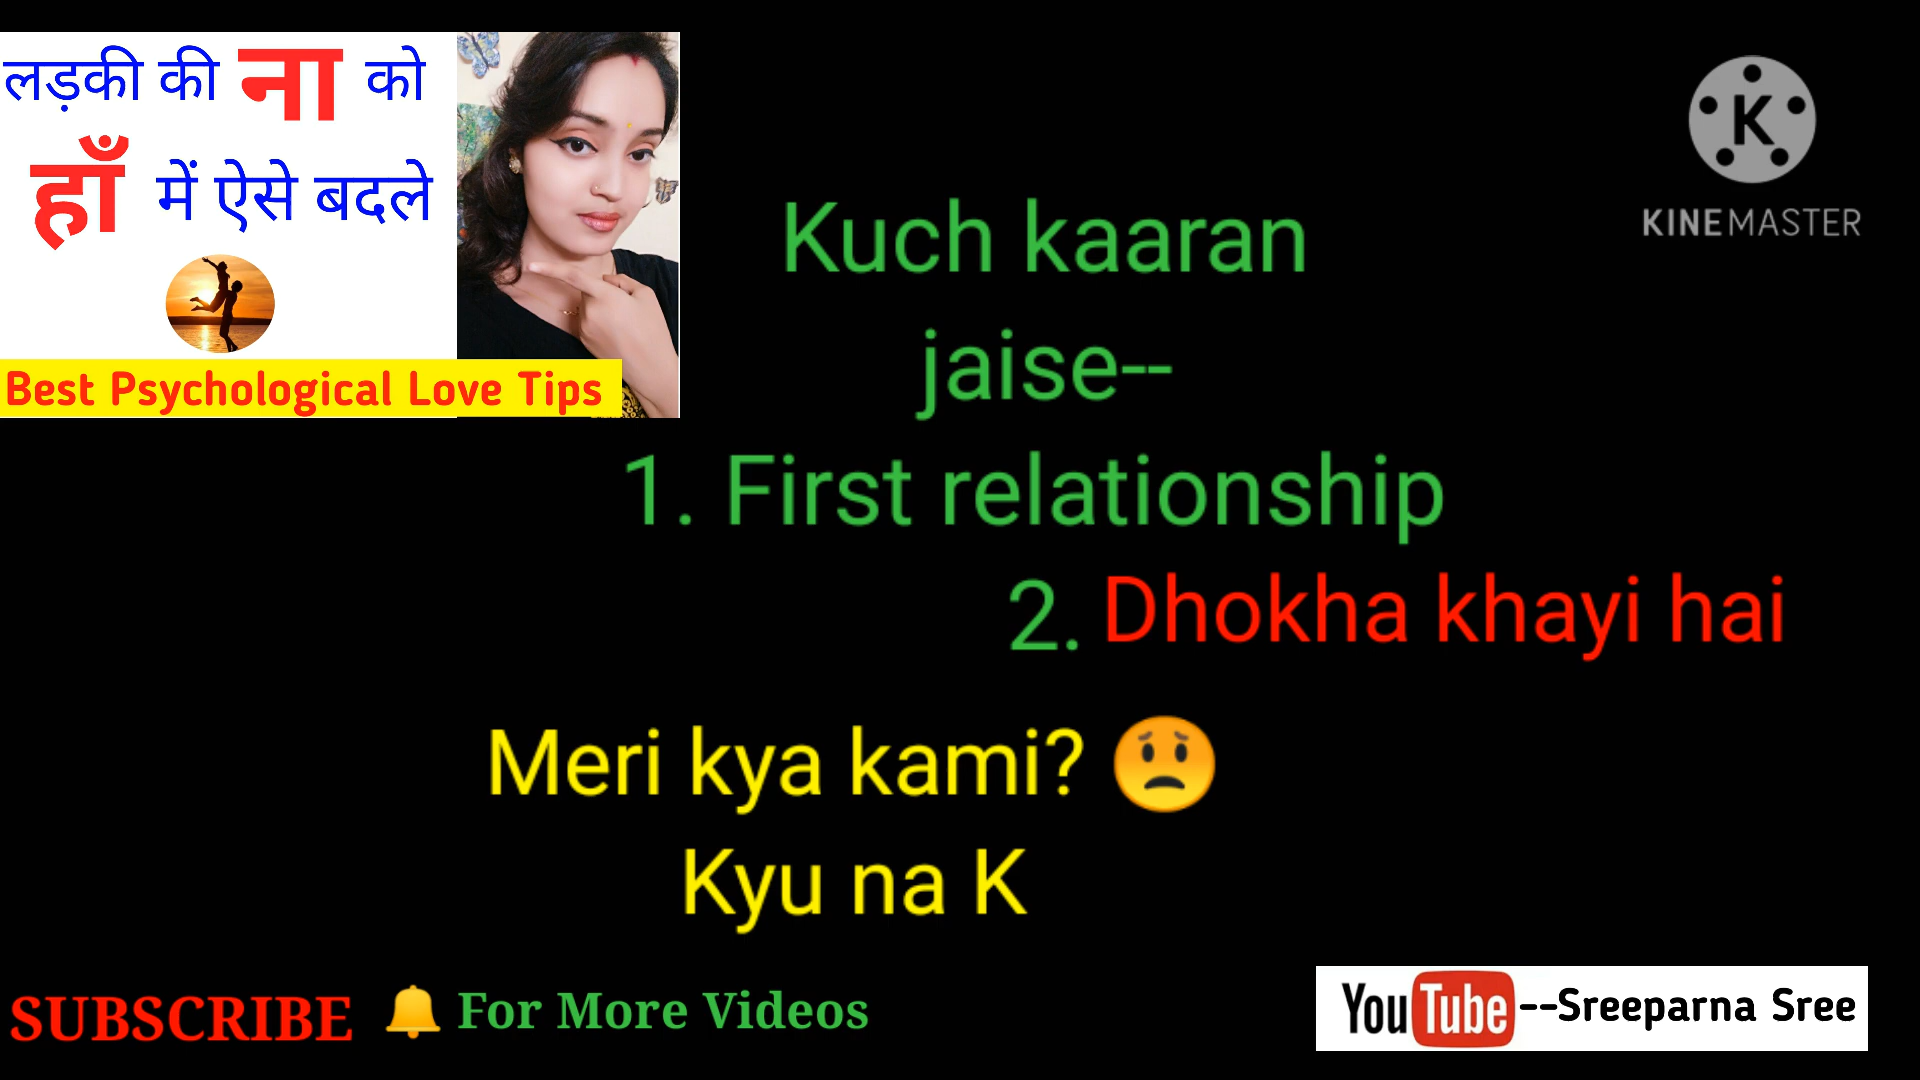 लड़की की ना को
हाँ में ऐसे बदले
Best Psychological Love Tips
KINEMASTER
Kuch kaaran
jaise--
1. First relationship
2. Dhokha khayi hai
Meri kya kami? 😟
Kyu na K
SUBSCRIBE 🔔 For More Videos
YouTube --Sreeparna Sree